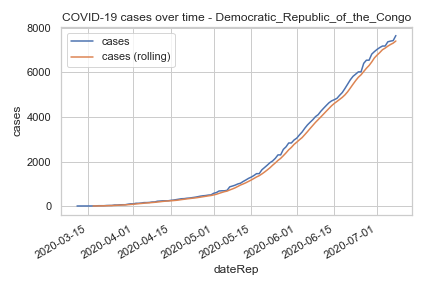 COVID-19 cases over time - Democratic_Republic_of_the_Congo
cases
cases (rolling)
8000
6000
4000
2000
0
cases
2020-03-15
2020-04-01
2020-04-15
2020-05-01
2020-05-15
2020-06-01
2020-06-15
2020-07-01
dateRep